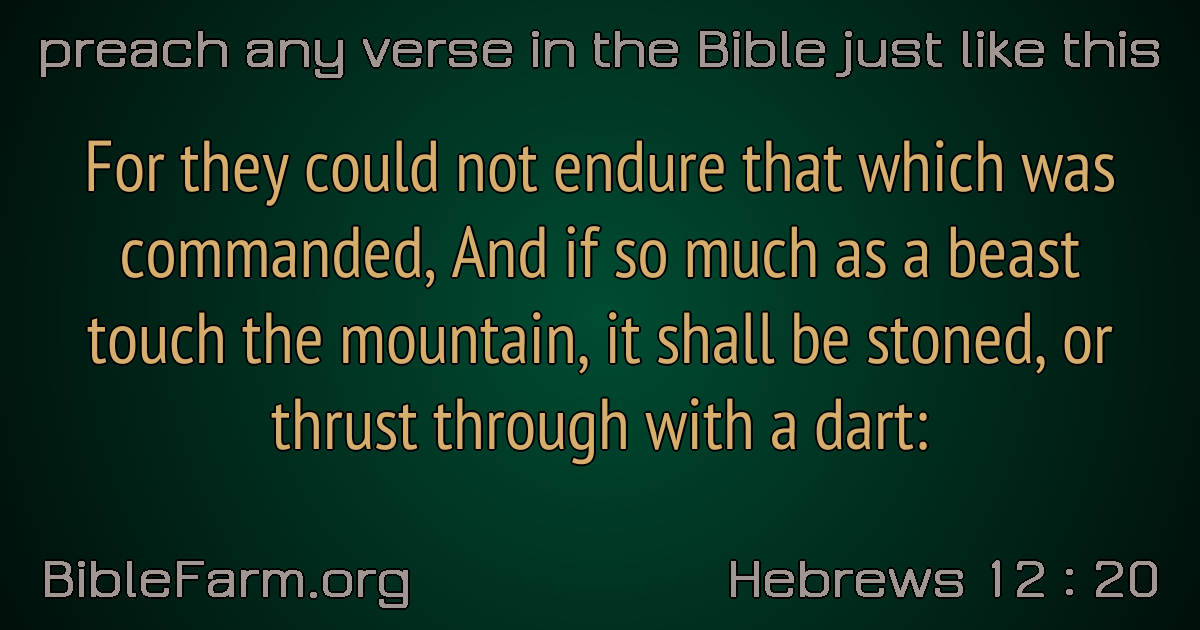 preach any verse in the Bible just like this
For they could not endure that which was
commanded, And if so much as a beast
touch the mountain, it shall be stoned, or
thrust through with a dart:
BibleFarm.org
Hebrews 12 : 20